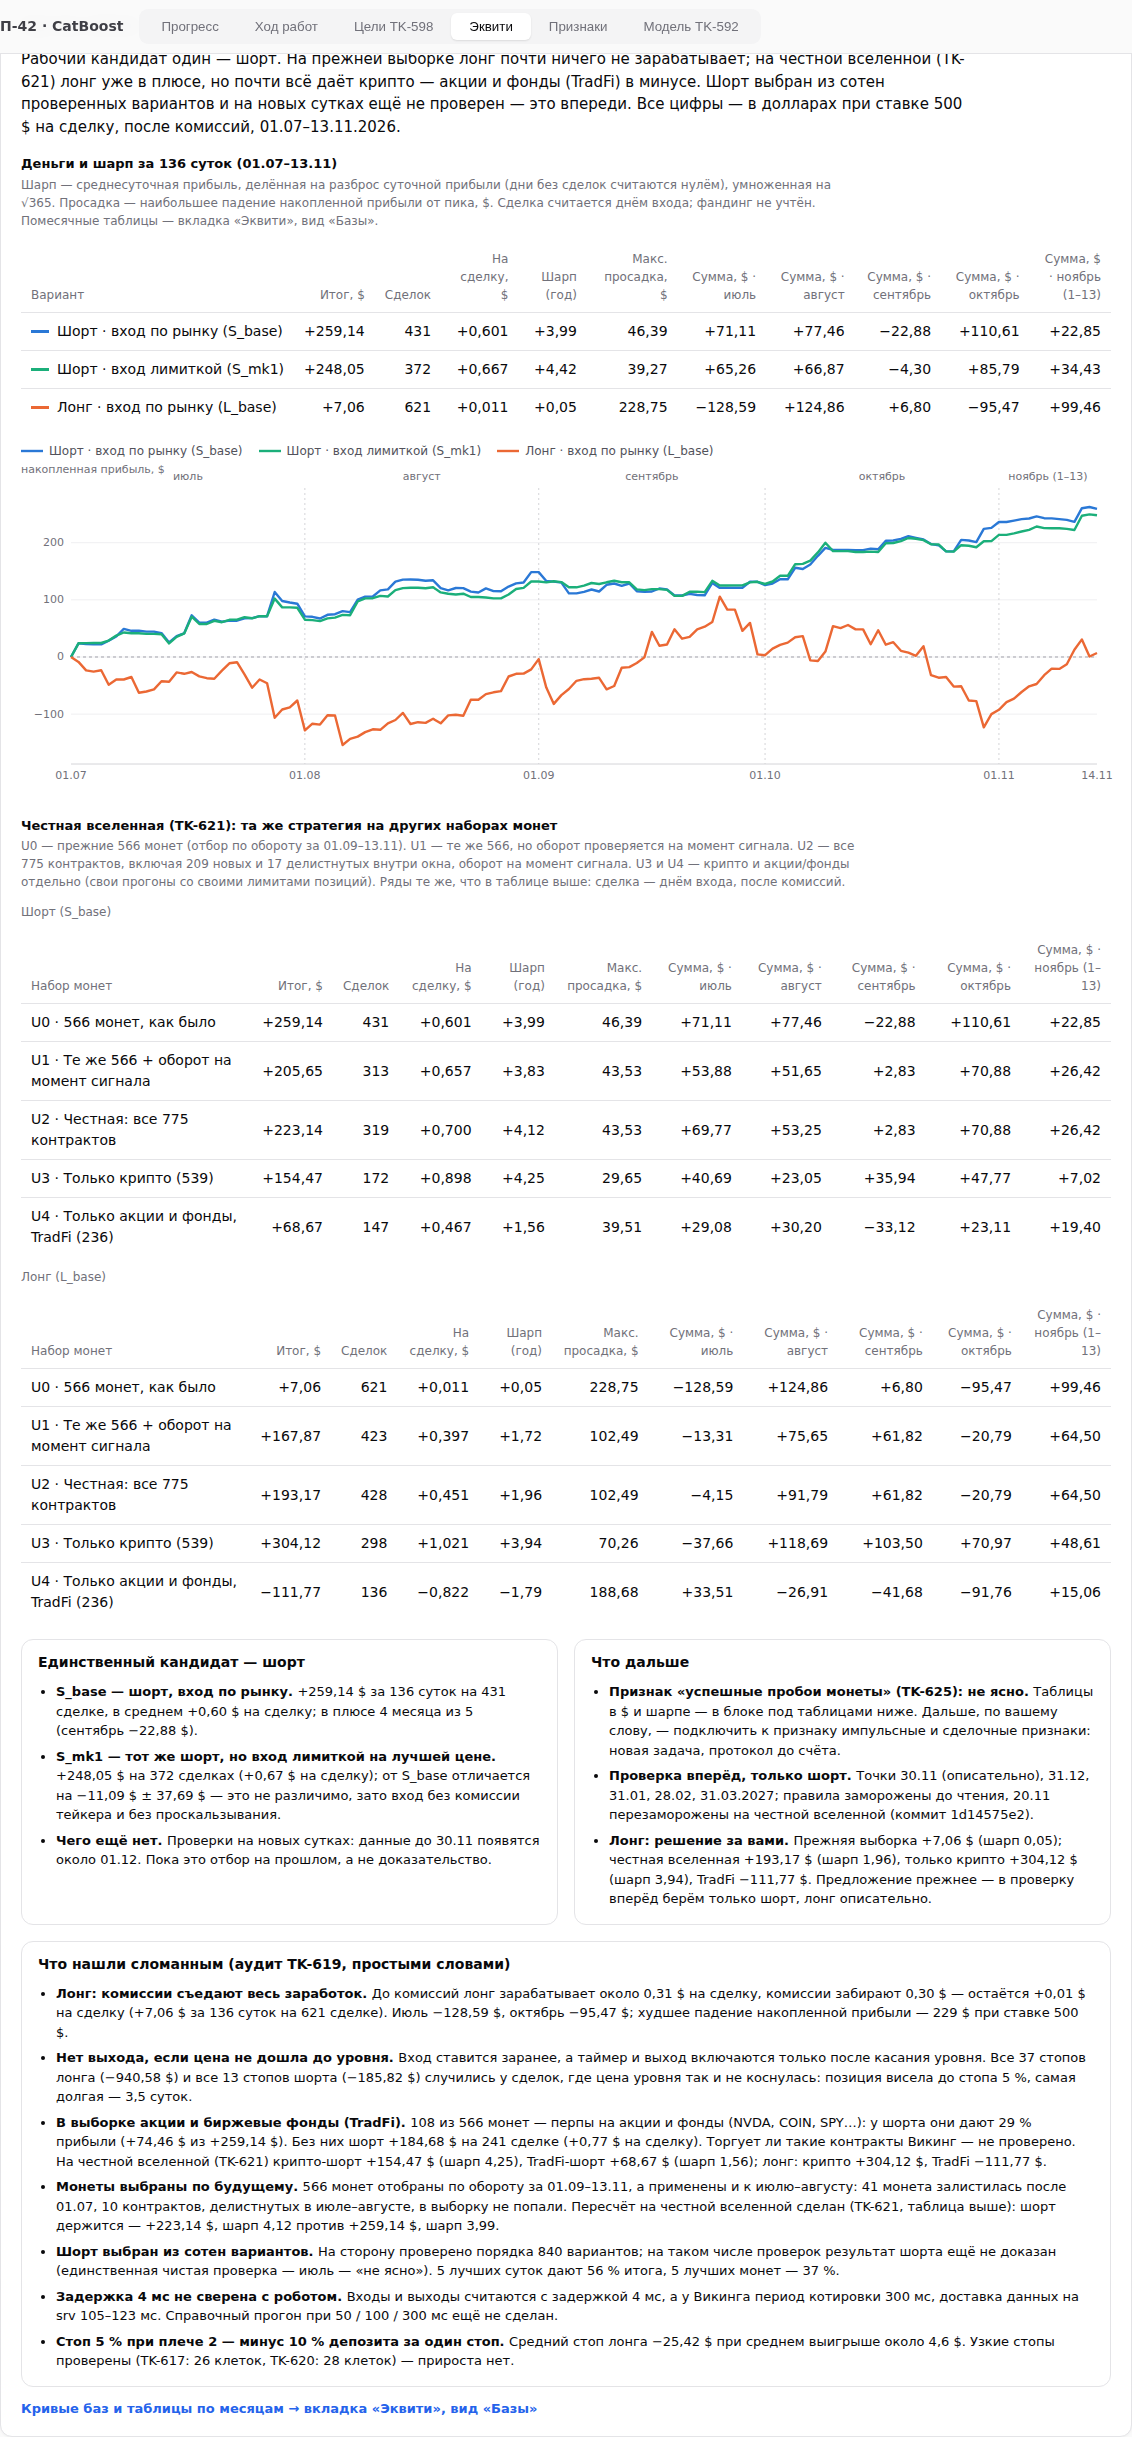 П-42 · CatBoost
Прогресс
Ход работ
Цели TK-598
Эквити
Признаки
Модель TK-592
Рабочий кандидат один — шорт. На прежней выборке лонг почти ничего не зарабатывает; на честной вселенной (TK-
621) лонг уже в плюсе, но почти всё даёт крипто — акции и фонды (TradFi) в минусе. Шорт выбран из сотен
проверенных вариантов и на новых сутках ещё не проверен — это впереди. Все цифры — в долларах при ставке 500
$ на сделку, после комиссий, 01.07–13.11.2026.
Деньги и шарп за 136 суток (01.07–13.11)
Шарп — среднесуточная прибыль, делённая на разброс суточной прибыли (дни без сделок считаются нулём), умноженная на
√365. Просадка — наибольшее падение накопленной прибыли от пика, $. Сделка считается днём входа; фандинг не учтён.
Помесячные таблицы — вкладка «Эквити», вид «Базы».
Вариант Итог, $ Сделок На сделку, $ Шарп (год) Макс. просадка, $ Сумма, $ · июль Сумма, $ · август Сумма, $ · сентябрь Сумма, $ · октябрь Сумма, $ · ноябрь (1–13)
Шорт · вход по рынку (S_base) +259,14 431 +0,601 +3,99 46,39 +71,11 +77,46 −22,88 +110,61 +22,85
Шорт · вход лимиткой (S_mk1) +248,05 372 +0,667 +4,42 39,27 +65,26 +66,87 −4,30 +85,79 +34,43
Лонг · вход по рынку (L_base) +7,06 621 +0,011 +0,05 228,75 −128,59 +124,86 +6,80 −95,47 +99,46
Шорт · вход по рынку (S_base) Шорт · вход лимиткой (S_mk1) Лонг · вход по рынку (L_base)
накопленная прибыль, $
июль август сентябрь октябрь ноябрь (1–13)
200
100
0
−100
01.07 01.08 01.09 01.10 01.11 14.11
Честная вселенная (TK-621): та же стратегия на других наборах монет
U0 — прежние 566 монет (отбор по обороту за 01.09–13.11). U1 — те же 566, но оборот проверяется на момент сигнала. U2 — все
775 контрактов, включая 209 новых и 17 делистнутых внутри окна, оборот на момент сигнала. U3 и U4 — крипто и акции/фонды
отдельно (свои прогоны со своими лимитами позиций). Ряды те же, что в таблице выше: сделка — днём входа, после комиссий.
Шорт (S_base)
Набор монет Итог, $ Сделок На сделку, $ Шарп (год) Макс. просадка, $ Сумма, $ · июль Сумма, $ · август Сумма, $ · сентябрь Сумма, $ · октябрь Сумма, $ · ноябрь (1–13)
U0 · 566 монет, как было +259,14 431 +0,601 +3,99 46,39 +71,11 +77,46 −22,88 +110,61 +22,85
U1 · Те же 566 + оборот на момент сигнала +205,65 313 +0,657 +3,83 43,53 +53,88 +51,65 +2,83 +70,88 +26,42
U2 · Честная: все 775 контрактов +223,14 319 +0,700 +4,12 43,53 +69,77 +53,25 +2,83 +70,88 +26,42
U3 · Только крипто (539) +154,47 172 +0,898 +4,25 29,65 +40,69 +23,05 +35,94 +47,77 +7,02
U4 · Только акции и фонды, TradFi (236) +68,67 147 +0,467 +1,56 39,51 +29,08 +30,20 −33,12 +23,11 +19,40
Лонг (L_base)
Набор монет Итог, $ Сделок На сделку, $ Шарп (год) Макс. просадка, $ Сумма, $ · июль Сумма, $ · август Сумма, $ · сентябрь Сумма, $ · октябрь Сумма, $ · ноябрь (1–13)
U0 · 566 монет, как было +7,06 621 +0,011 +0,05 228,75 −128,59 +124,86 +6,80 −95,47 +99,46
U1 · Те же 566 + оборот на момент сигнала +167,87 423 +0,397 +1,72 102,49 −13,31 +75,65 +61,82 −20,79 +64,50
U2 · Честная: все 775 контрактов +193,17 428 +0,451 +1,96 102,49 −4,15 +91,79 +61,82 −20,79 +64,50
U3 · Только крипто (539) +304,12 298 +1,021 +3,94 70,26 −37,66 +118,69 +103,50 +70,97 +48,61
U4 · Только акции и фонды, TradFi (236) −111,77 136 −0,822 −1,79 188,68 +33,51 −26,91 −41,68 −91,76 +15,06
Единственный кандидат — шорт
• S_base — шорт, вход по рынку. +259,14 $ за 136 суток на 431
сделке, в среднем +0,60 $ на сделку; в плюсе 4 месяца из 5
(сентябрь −22,88 $).
• S_mk1 — тот же шорт, но вход лимиткой на лучшей цене.
+248,05 $ на 372 сделках (+0,67 $ на сделку); от S_base отличается
на −11,09 $ ± 37,69 $ — это не различимо, зато вход без комиссии
тейкера и без проскальзывания.
• Чего ещё нет. Проверки на новых сутках: данные до 30.11 появятся
около 01.12. Пока это отбор на прошлом, а не доказательство.
Что дальше
• Признак «успешные пробои монеты» (TK-625): не ясно. Таблицы
в $ и шарпе — в блоке под таблицами ниже. Дальше, по вашему
слову, — подключить к признаку импульсные и сделочные признаки:
новая задача, протокол до счёта.
• Проверка вперёд, только шорт. Точки 30.11 (описательно), 31.12,
31.01, 28.02, 31.03.2027; правила заморожены до чтения, 20.11
перезаморожены на честной вселенной (коммит 1d14575e2).
• Лонг: решение за вами. Прежняя выборка +7,06 $ (шарп 0,05);
честная вселенная +193,17 $ (шарп 1,96), только крипто +304,12 $
(шарп 3,94), TradFi −111,77 $. Предложение прежнее — в проверку
вперёд берём только шорт, лонг описательно.
Что нашли сломанным (аудит TK-619, простыми словами)
• Лонг: комиссии съедают весь заработок. До комиссий лонг зарабатывает около 0,31 $ на сделку, комиссии забирают 0,30 $ — остаётся +0,01 $
на сделку (+7,06 $ за 136 суток на 621 сделке). Июль −128,59 $, октябрь −95,47 $; худшее падение накопленной прибыли — 229 $ при ставке 500
$.
• Нет выхода, если цена не дошла до уровня. Вход ставится заранее, а таймер и выход включаются только после касания уровня. Все 37 стопов
лонга (−940,58 $) и все 13 стопов шорта (−185,82 $) случились у сделок, где цена уровня так и не коснулась: позиция висела до стопа 5 %, самая
долгая — 3,5 суток.
• В выборке акции и биржевые фонды (TradFi). 108 из 566 монет — перпы на акции и фонды (NVDA, COIN, SPY…): у шорта они дают 29 %
прибыли (+74,46 $ из +259,14 $). Без них шорт +184,68 $ на 241 сделке (+0,77 $ на сделку). Торгует ли такие контракты Викинг — не проверено.
На честной вселенной (TK-621) крипто-шорт +154,47 $ (шарп 4,25), TradFi-шорт +68,67 $ (шарп 1,56); лонг: крипто +304,12 $, TradFi −111,77 $.
• Монеты выбраны по будущему. 566 монет отобраны по обороту за 01.09–13.11, а применены и к июлю–августу: 41 монета залистилась после
01.07, 10 контрактов, делистнутых в июле–августе, в выборку не попали. Пересчёт на честной вселенной сделан (TK-621, таблица выше): шорт
держится — +223,14 $, шарп 4,12 против +259,14 $, шарп 3,99.
• Шорт выбран из сотен вариантов. На сторону проверено порядка 840 вариантов; на таком числе проверок результат шорта ещё не доказан
(единственная чистая проверка — июль — «не ясно»). 5 лучших суток дают 56 % итога, 5 лучших монет — 37 %.
• Задержка 4 мс не сверена с роботом. Входы и выходы считаются с задержкой 4 мс, а у Викинга период котировки 300 мс, доставка данных на
srv 105–123 мс. Справочный прогон при 50 / 100 / 300 мс ещё не сделан.
• Стоп 5 % при плече 2 — минус 10 % депозита за один стоп. Средний стоп лонга −25,42 $ при среднем выигрыше около 4,6 $. Узкие стопы
проверены (TK-617: 26 клеток, TK-620: 28 клеток) — прироста нет.
Кривые баз и таблицы по месяцам → вкладка «Эквити», вид «Базы»